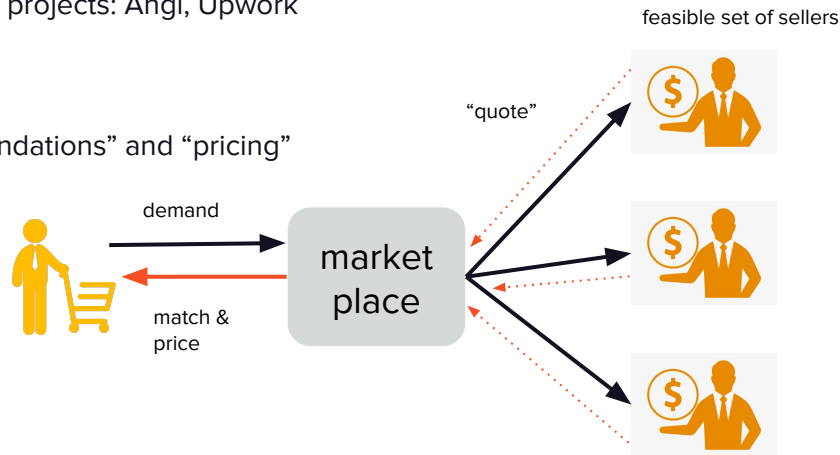 projects: Angi, Upwork
feasible set of sellers
"quote"
ndations" and "pricing"
demand
market
place
match &
price
$
$
$